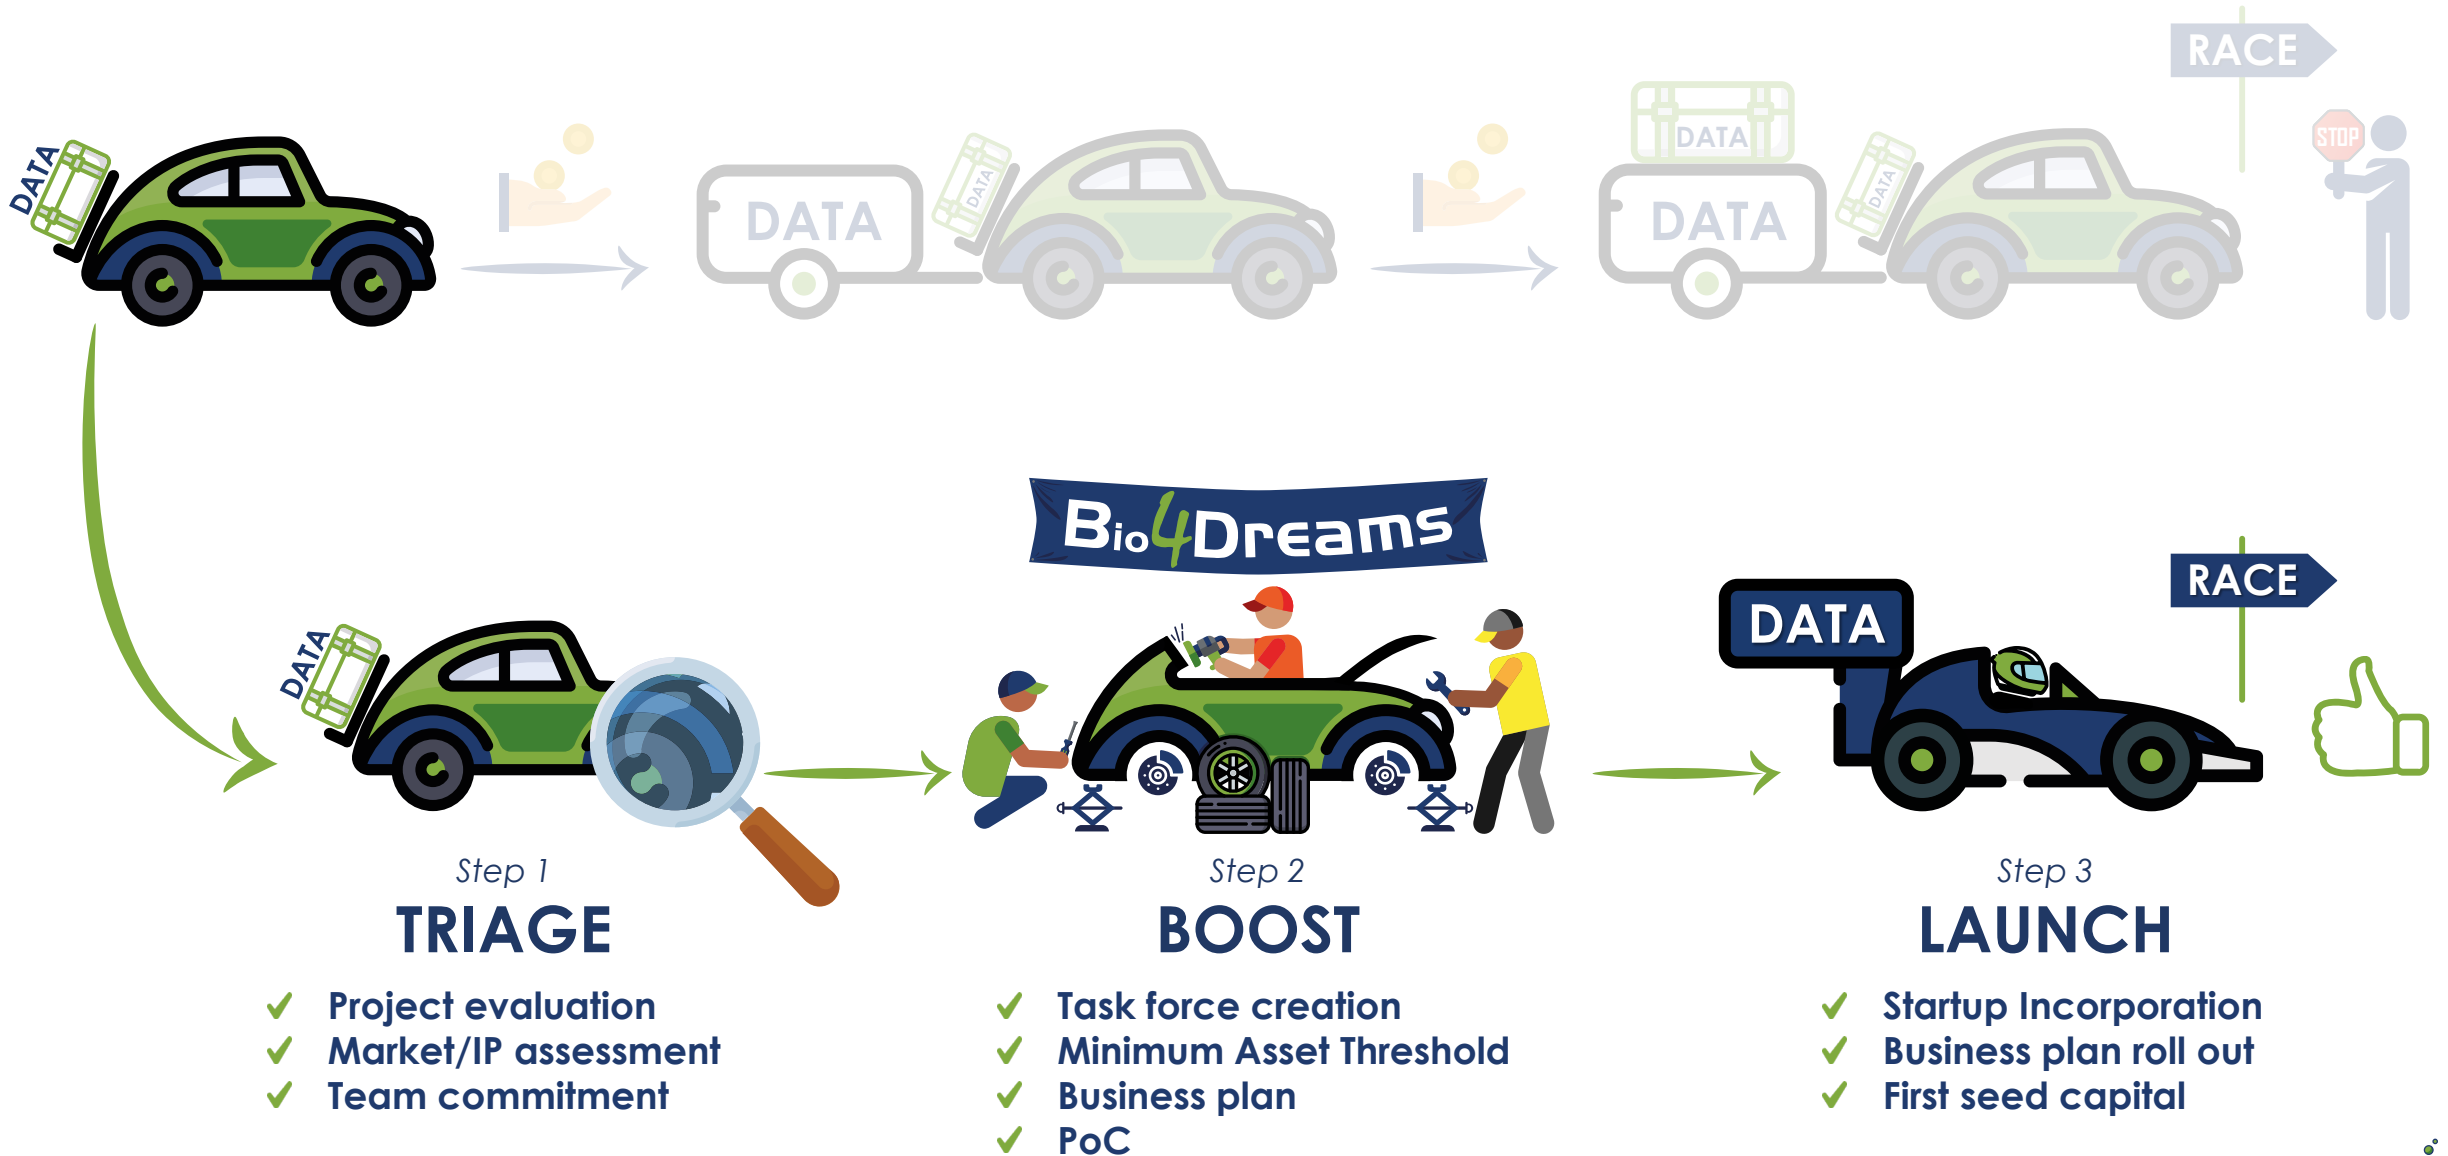 RACE
STOP
DATA
DATA
DATA
DATA
DATA
DATA
Bio4Dreams
RACE
DATA
DATA
Step 1
TRIAGE
Project evaluation
Market/IP assessment
Team commitment
Step 2
BOOST
Task force creation
Minimum Asset Threshold
Business plan
PoC
Step 3
LAUNCH
Startup Incorporation
Business plan roll out
First seed capital